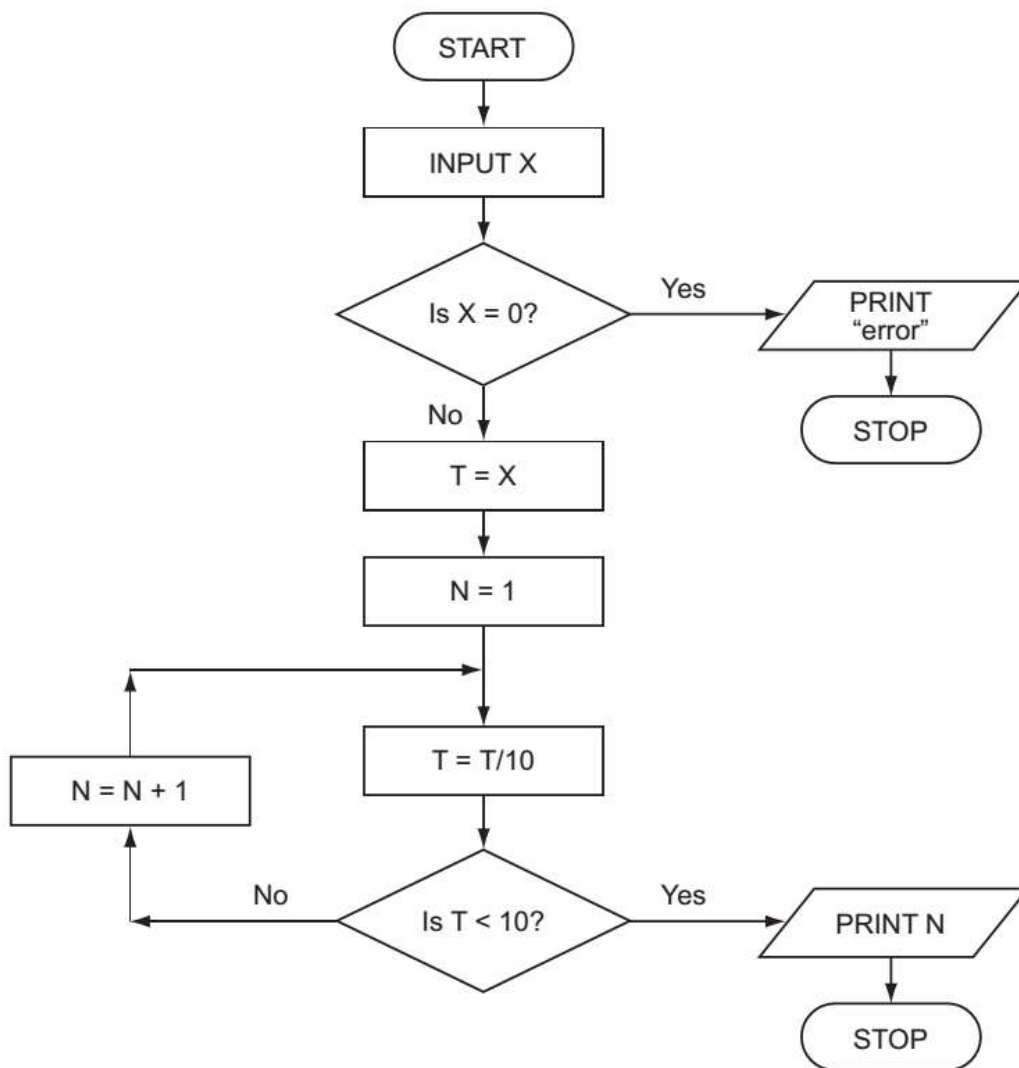 START
INPUT X
Is X = 0?
Yes
PRINT
“error”
STOP
No
T = X
N = 1
T = T/10
N = N + 1
No
Is T < 10?
Yes
PRINT N
STOP